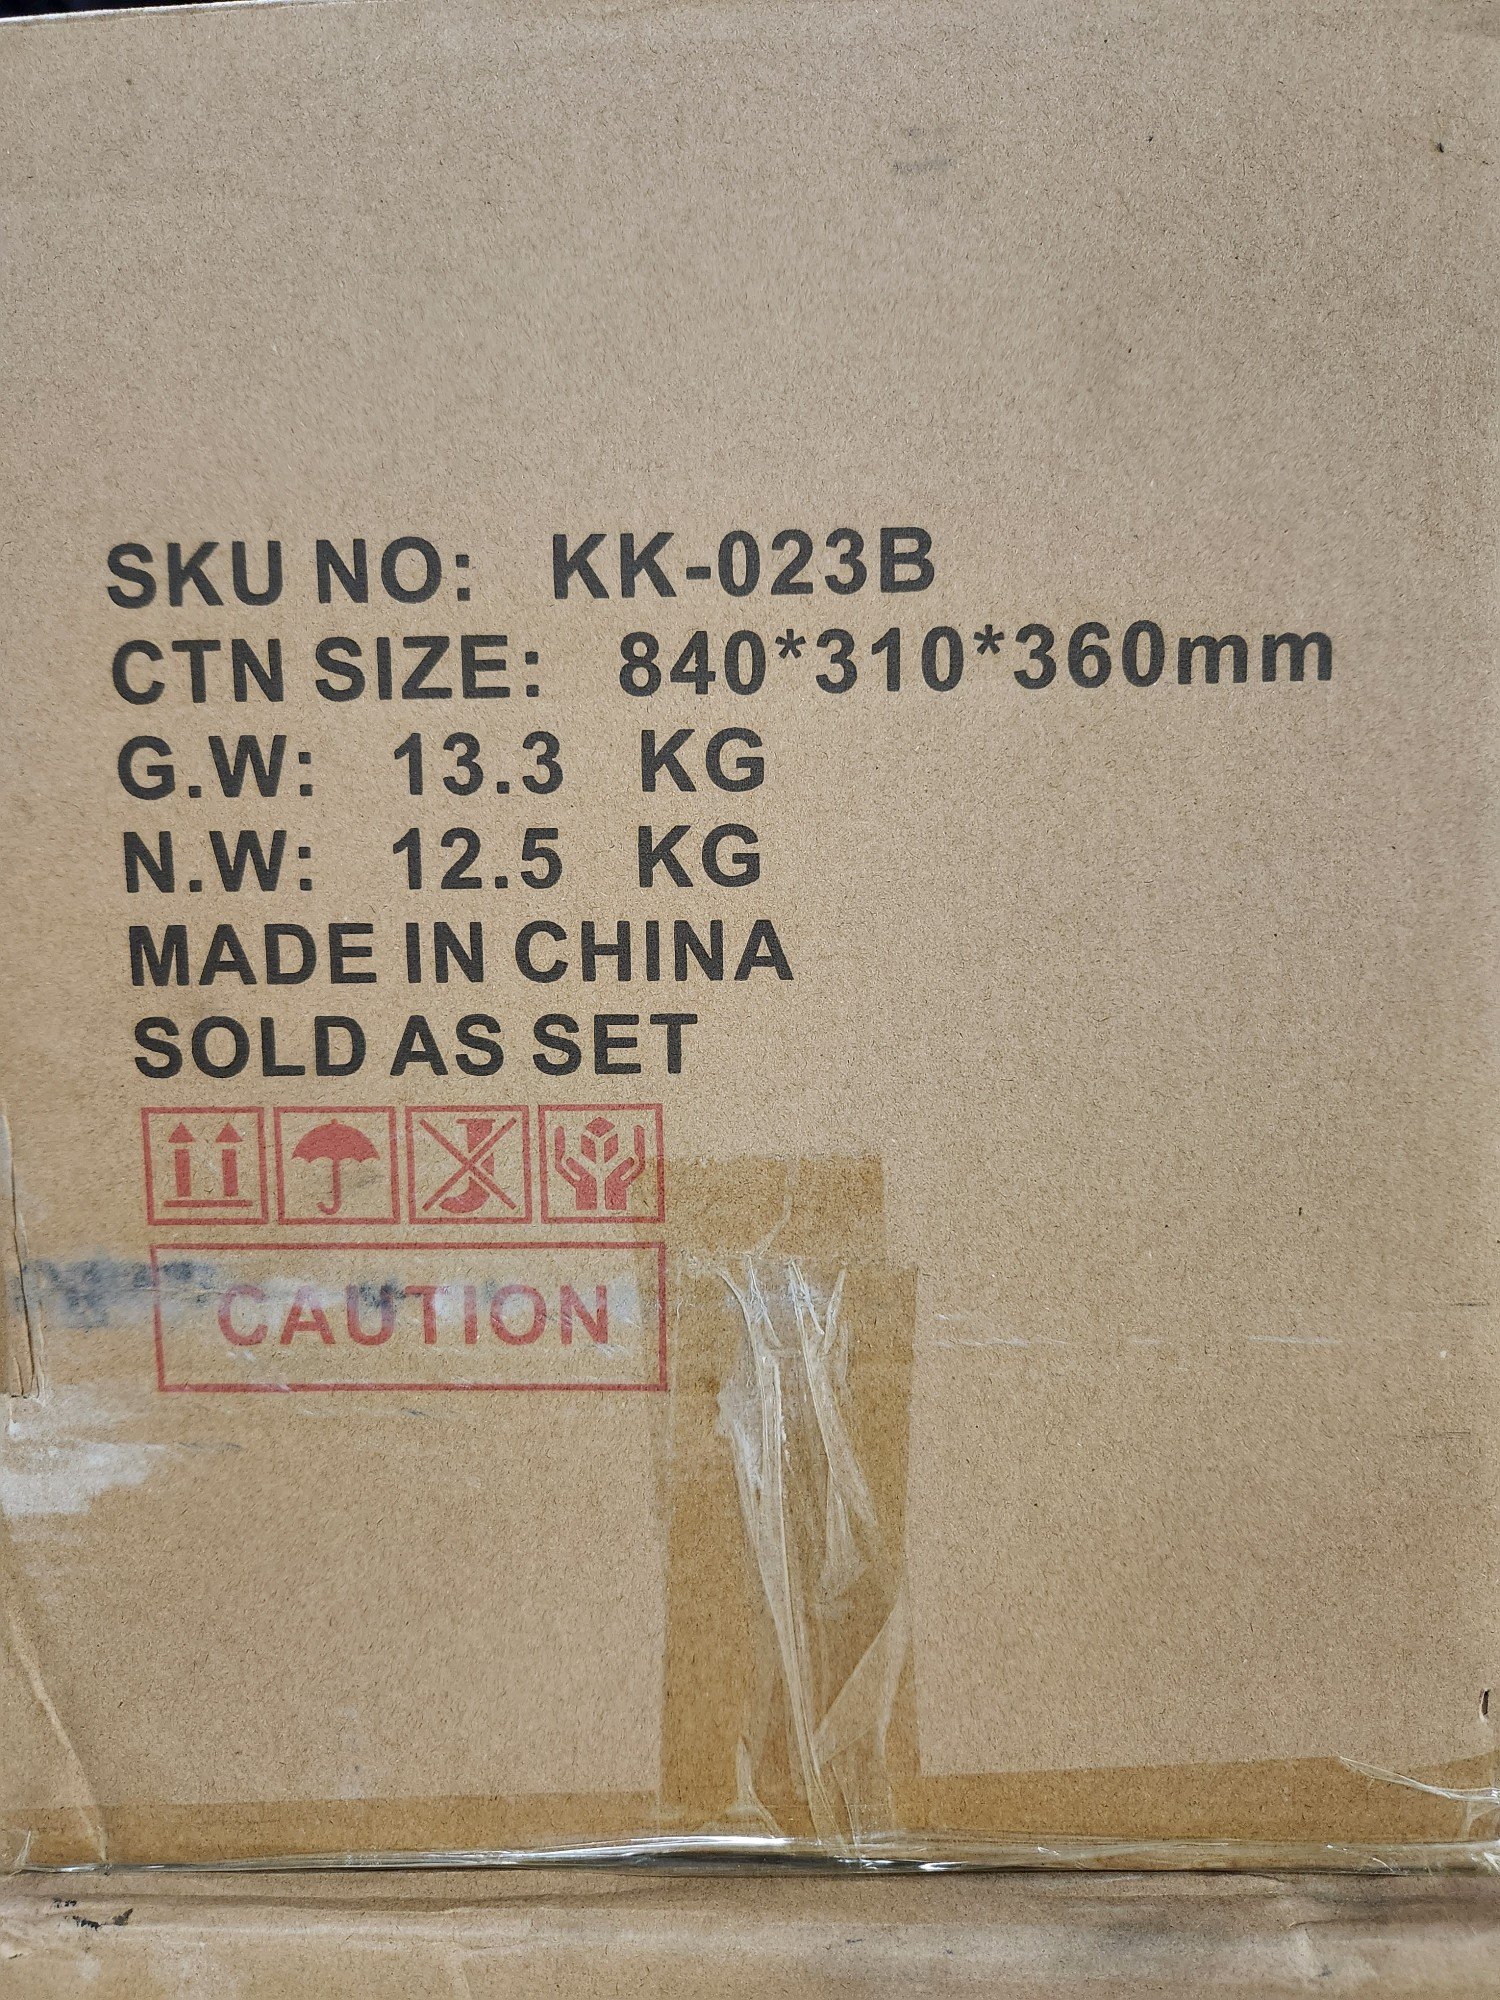 SKU NO: KK-023B
CTN SIZE: 840*310*360mm
G.W: 13.3 KG
N.W: 12.5 KG
MADE IN CHINA
SOLD AS SET
CAUTION